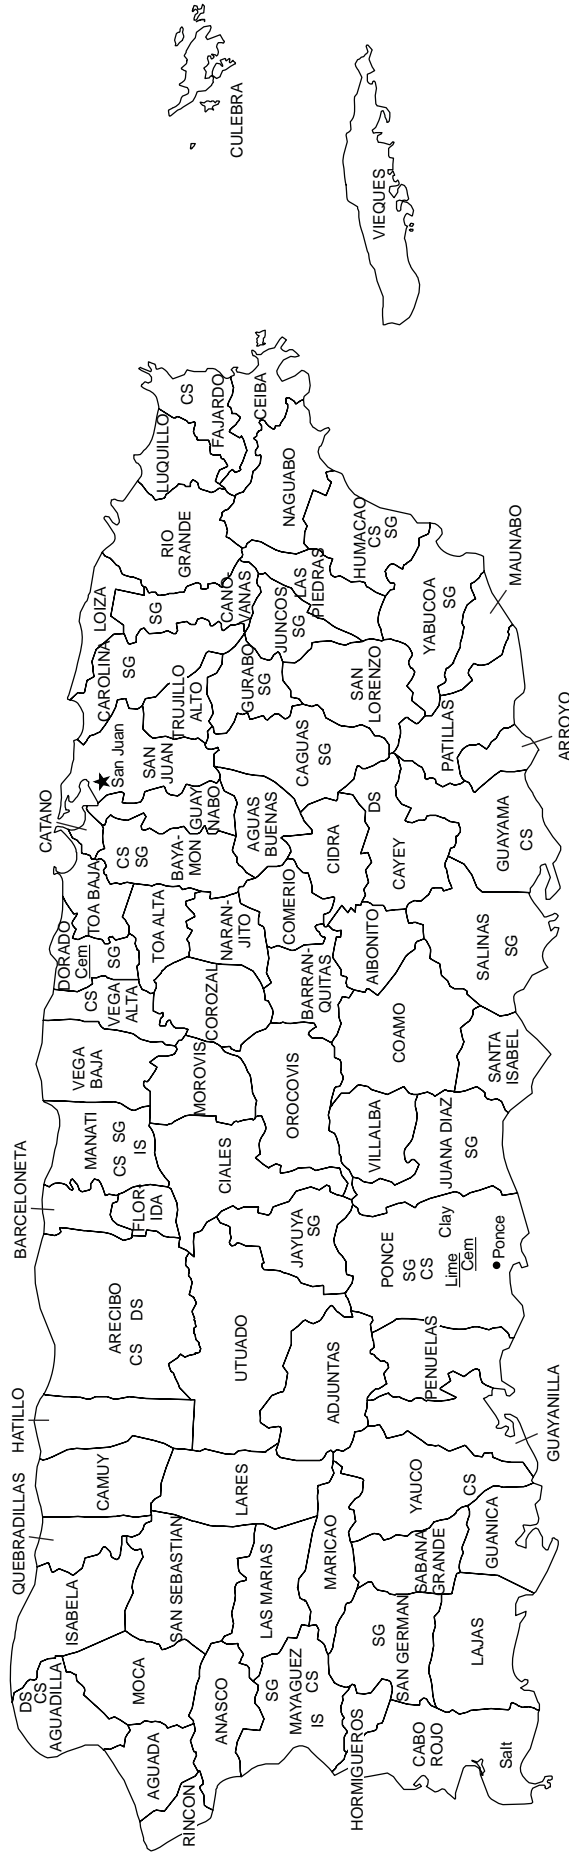 QUEBRADILLAS
HATILLO
BARCELONETA
CATANO
DS
CS
AGUADILLA
ISABELA
CAMUY
ARECIBO
CS DS
FLOR
IDA
MANATI
CS SG
IS
VEGA
BAJA
CS
VEGA
ALTA
DORADO
Cem
SG
TOA BAJA
TOA ALTA
CS
SG
BAYA-
MON
San Juan
SAN
JUAN
GUAY
NABO
CAROLINA
SG
TRUJILLO
ALTO
LOIZA
SG
CANO-
VANAS
RIO
GRANDE
LUQUILLO
CS
FAJARDO
CEIBA
CULEBRA
VIEQUES
AGUADA
RINCON
MOCA
ANASCO
SAN SEBASTIAN
LARES
UTUADO
CIALES
MOROVIS
COROZAL
NARAN-
JITO
AGUAS
BUENAS
CAGUAS
SG
GURABO
SG
JUNCOS
SG
LAS
PIEDRAS
NAGUABO
HUMACAO
CS
SG
SG
MAYAGUEZ
CS
IS
LAS MARIAS
MARICAO
ADJUNTAS
JAYUYA
SG
OROCOVIS
BARRAN-
QUITAS
COMERIO
CIDRA
SAN
LORENZO
YABUCOA
SG
HORMIGUEROS
CABO
ROJO
Salt
SG
SAN GERMAN
LAJAS
SABANA
GRANDE
GUANICA
YAUCO
CS
GUAYANILLA
PENUELAS
PONCE
SG
CS
Clay
Lime
Cem
Ponce
VILLALBA
JUANA DIAZ
SG
COAMO
SANTA
ISABEL
AIBONITO
SALINAS
SG
DS
CAYEY
GUAYAMA
CS
PATILLAS
ARROYO
MAUNABO